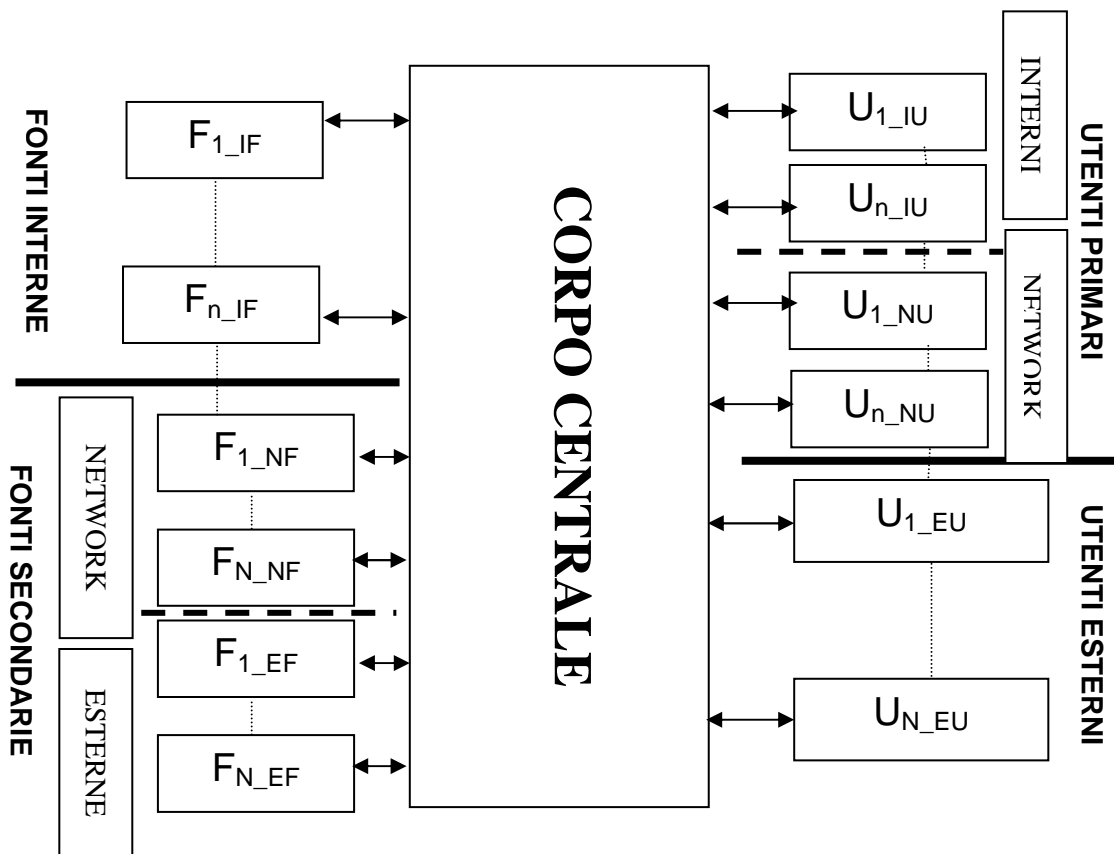 FONTI INTERNE
F1_IF
Fn_IF
FONTI SECONDARIE
NETWORK
F1_NF
FN_NF
ESTERNE
F1_EF
FN_EF
CORPO CENTRALE
U1_IU
Un_IU
U1_NU
Un_NU
INTERNI
NETWORK
UTENTI PRIMARI
U1_EU
UN_EU
UTENTI ESTERNI